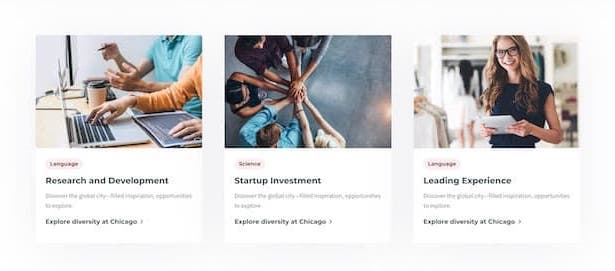 Language
Research and Development
Discover the global city—filled inspiration, opportunities
to explore.
Explore diversity at Chicago >
Science
Startup Investment
Discover the global city—filled inspiration, opportunities
to explore.
Explore diversity at Chicago >
Language
Leading Experience
Discover the global city—filled inspiration, opportunities
to explore.
Explore diversity at Chicago >